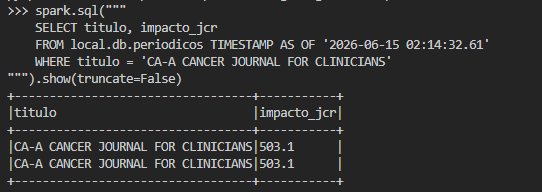 >>> spark.sql("""
    SELECT titulo, impacto_jcr
    FROM local.db.periodicos TIMESTAMP AS OF '2026-06-15 02:14:32.61'
    WHERE titulo = 'CA-A CANCER JOURNAL FOR CLINICIANS'
""").show(truncate=False)
+----------------------------------+-----------+
|titulo                            |impacto_jcr|
+----------------------------------+-----------+
|CA-A CANCER JOURNAL FOR CLINICIANS|503.1      |
|CA-A CANCER JOURNAL FOR CLINICIANS|503.1      |
+----------------------------------+-----------+